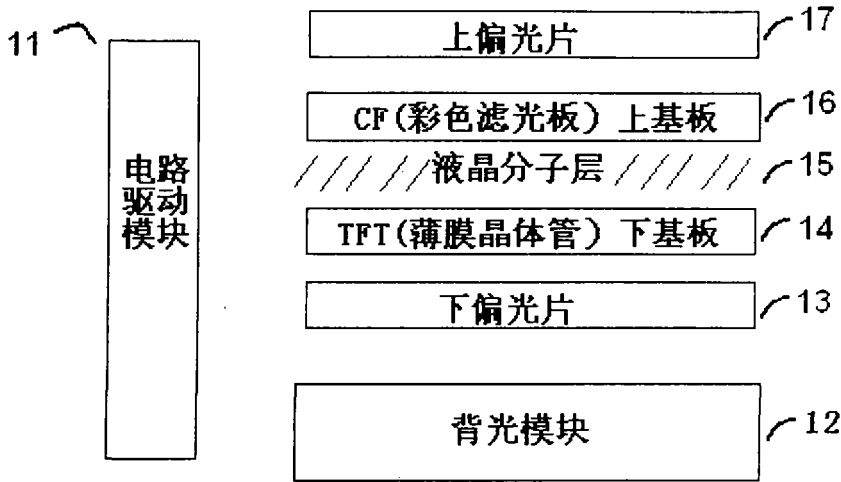 11
电路
驱动
模块
上偏光片
17
CF(彩色滤光板)上基板
16
液晶分子层
15
TFT(薄膜晶体管)下基板
14
下偏光片
13
背光模块
12